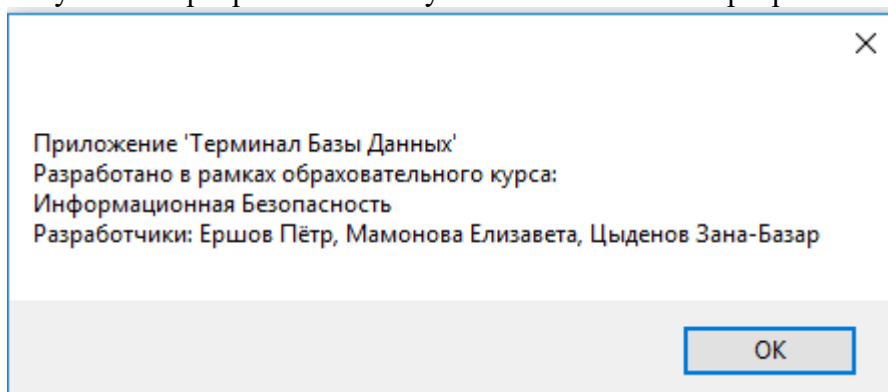 Приложение 'Терминал Базы Данных'
Разработано в рамках обраховательного курса:
Информационная Безопасность
Разработчики: Ершов Пётр, Мамонова Елизавета, Цыденов Зана-Базар
OK